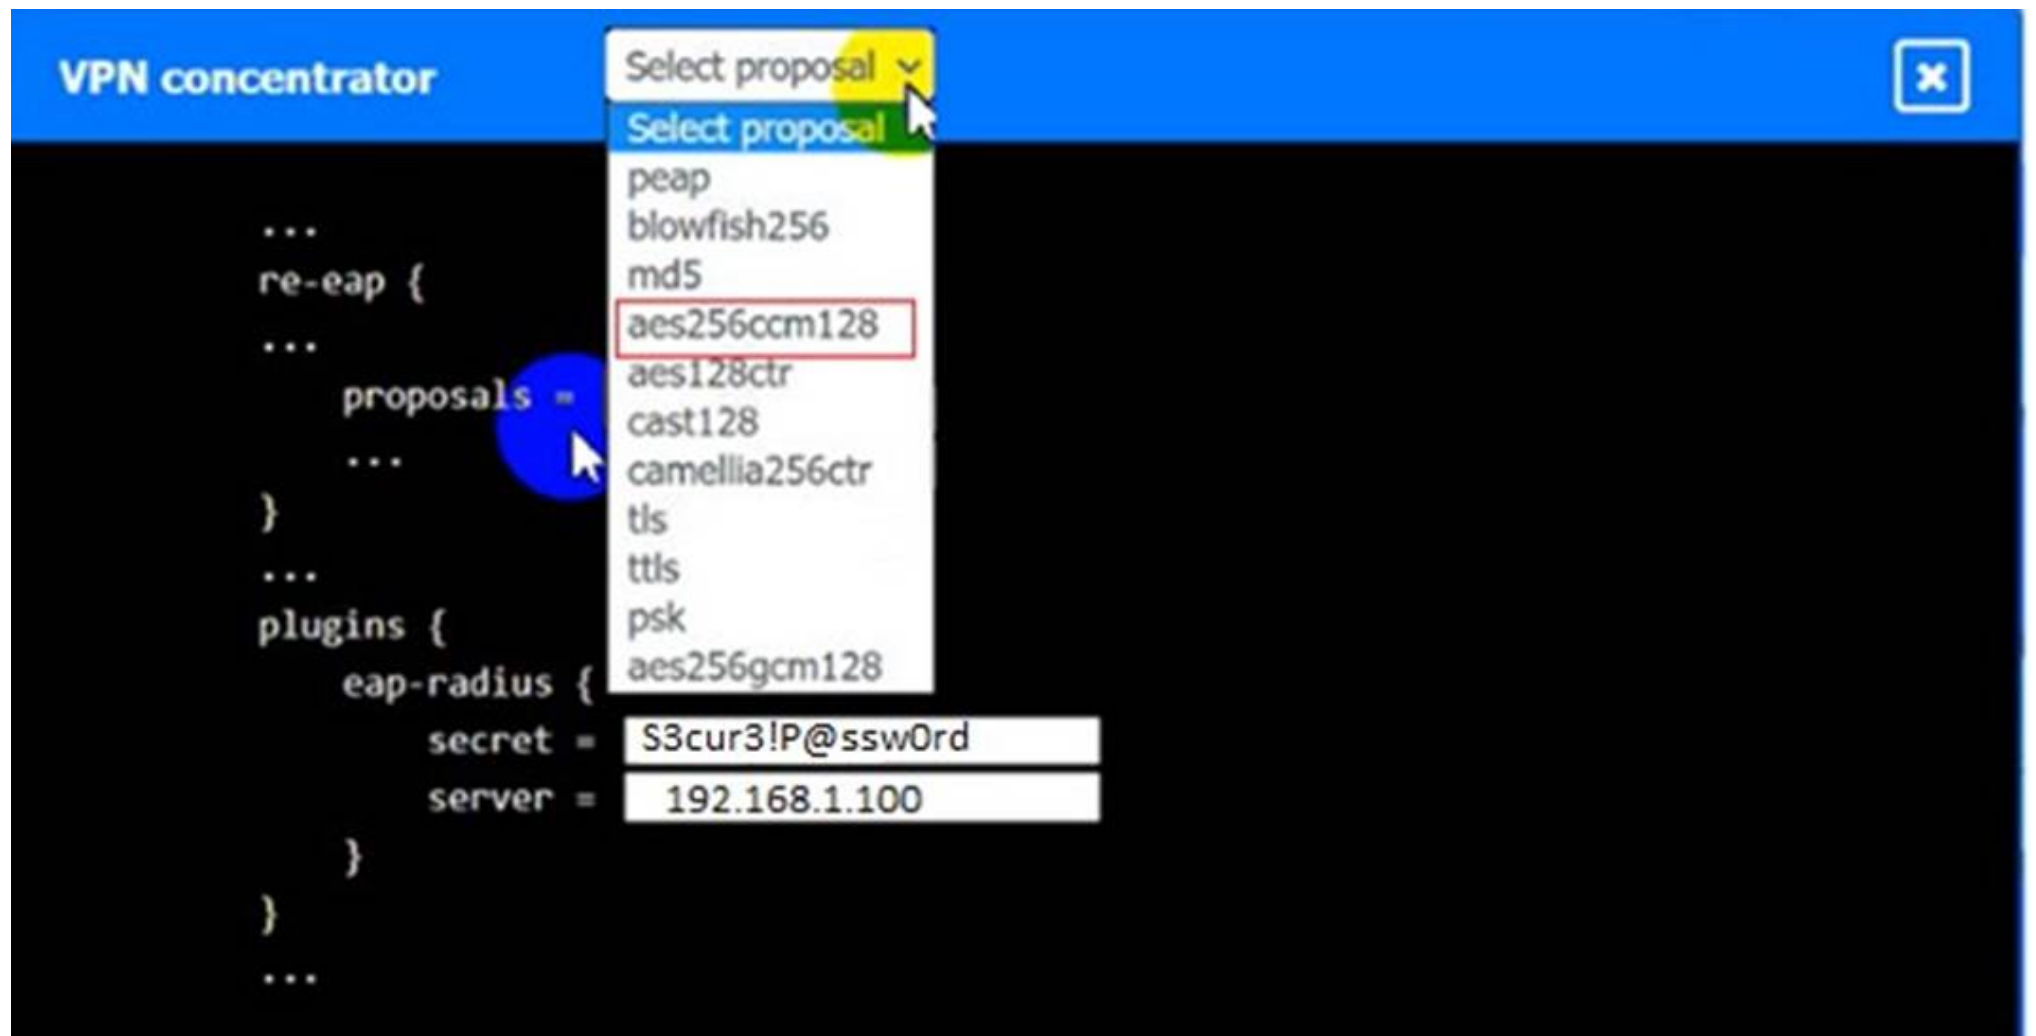 VPN concentrator
Select proposal
Select proposal
peap
blowfish256
md5
aes256ccm128
aes128ctr
cast128
camellia256ctr
tls
ttls
psk
aes256gcm128
...
re-eap {
...
proposals =
...
}
...
plugins {
eap-radius {
secret = S3cur3!P@ssw0rd
server = 192.168.1.100
}
}
...